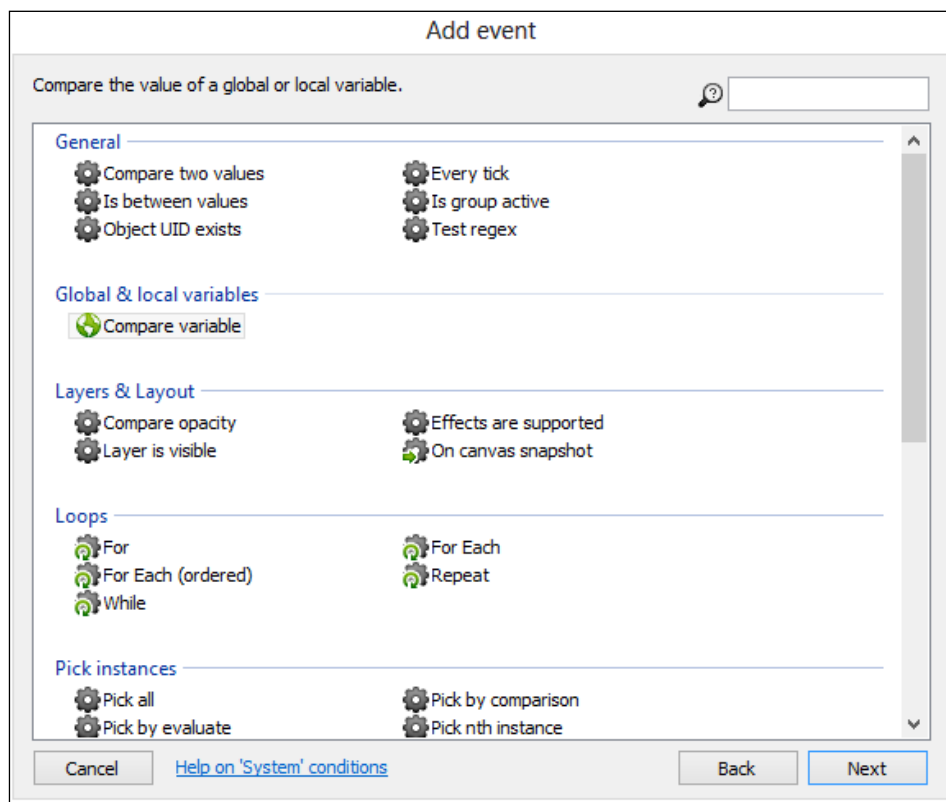 Add event
Compare the value of a global or local variable.
General
Compare two values Every tick
Is between values Is group active
Object UID exists Test regex
Global & local variables
Compare variable
Layers & Layout
Compare opacity Effects are supported
Layer is visible On canvas snapshot
Loops
For For Each
For Each (ordered) Repeat
While
Pick instances
Pick all Pick by comparison
Pick by evaluate Pick nth instance
Cancel Help on 'System' conditions Back Next